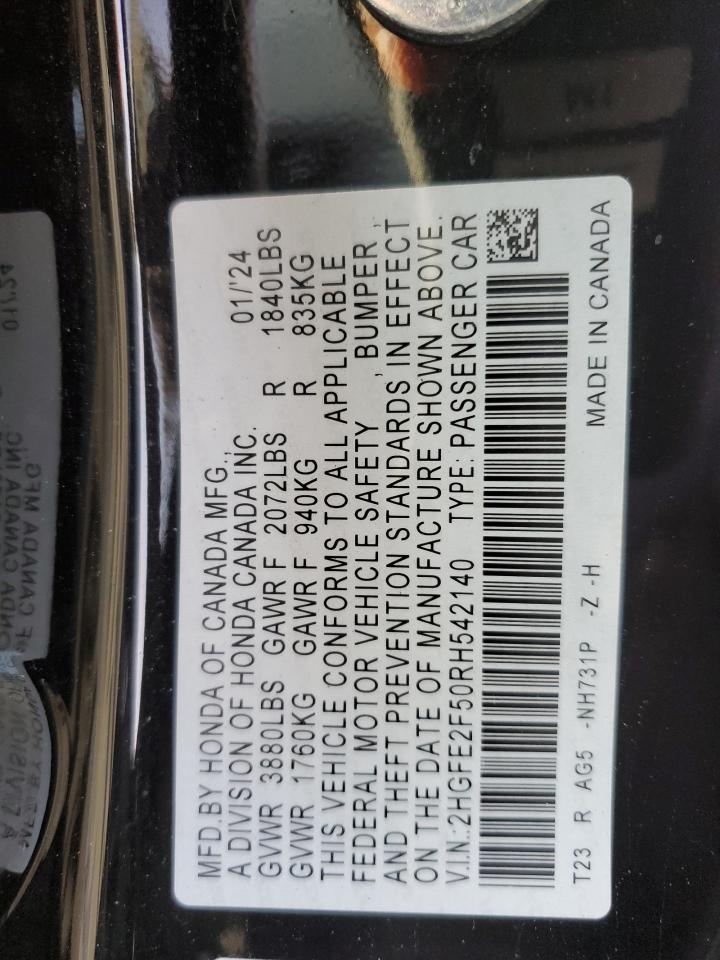 MFD.BY HONDA OF CANADA MFG.,
A DIVISION OF HONDA CANADA INC. 01/'24
GVWR 3880LBS GAWR F 2072LBS R 1840LBS
GVWR 1760KG GAWR F 940KG R 835KG
THIS VEHICLE CONFORMS TO ALL APPLICABLE
FEDERAL MOTOR VEHICLE SAFETY , BUMPER ,
AND THEFT PREVENTION STANDARDS IN EFFECT
ON THE DATE OF MANUFACTURE SHOWN ABOVE.
V.I.N.:2HGFE2F50RH542140 TYPE: PASSENGER CAR
T23 R AG5 -NH731P -Z -H MADE IN CANADA